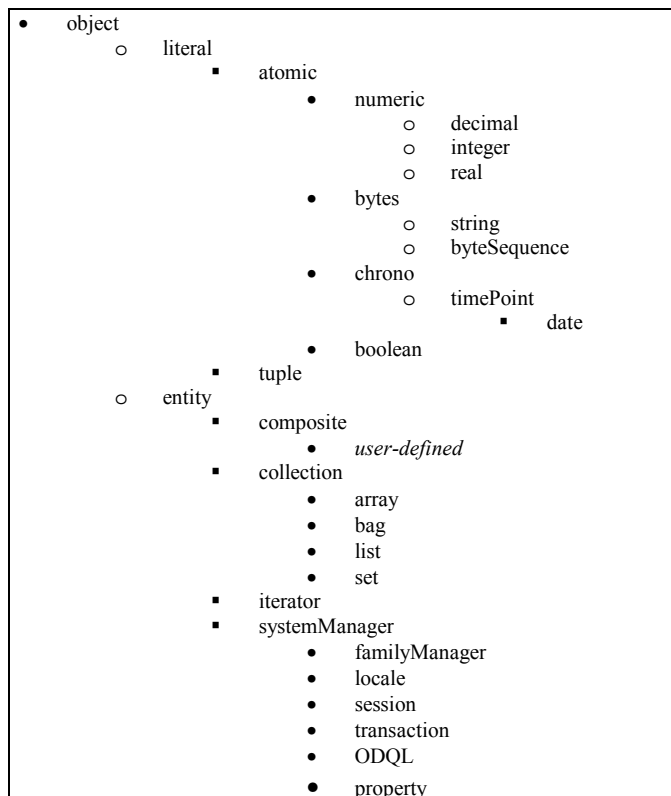 • object
o literal
▪ atomic
• numeric
o decimal
o integer
o real
• bytes
o string
o byteSequence
• chrono
o timePoint
▪ date
• boolean
▪ tuple
o entity
▪ composite
• user-defined
▪ collection
• array
• bag
• list
• set
▪ iterator
▪ systemManager
• familyManager
• locale
• session
• transaction
• ODQL
• property